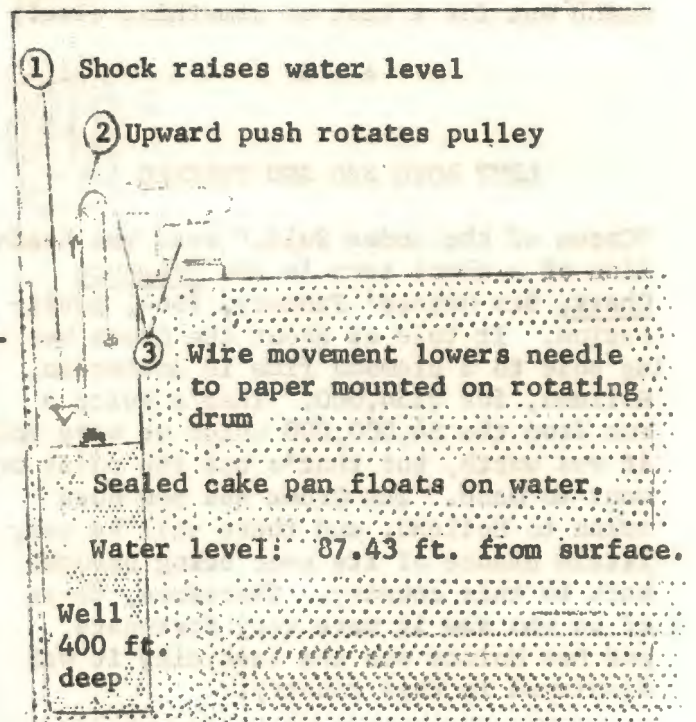 1 Shock raises water level
2 Upward push rotates pulley
3 Wire movement lowers needle
to paper mounted on rotating
drum
Sealed cake pan floats on water.
Water level: 87.43 ft. from surface.
Well
400 ft.
deep